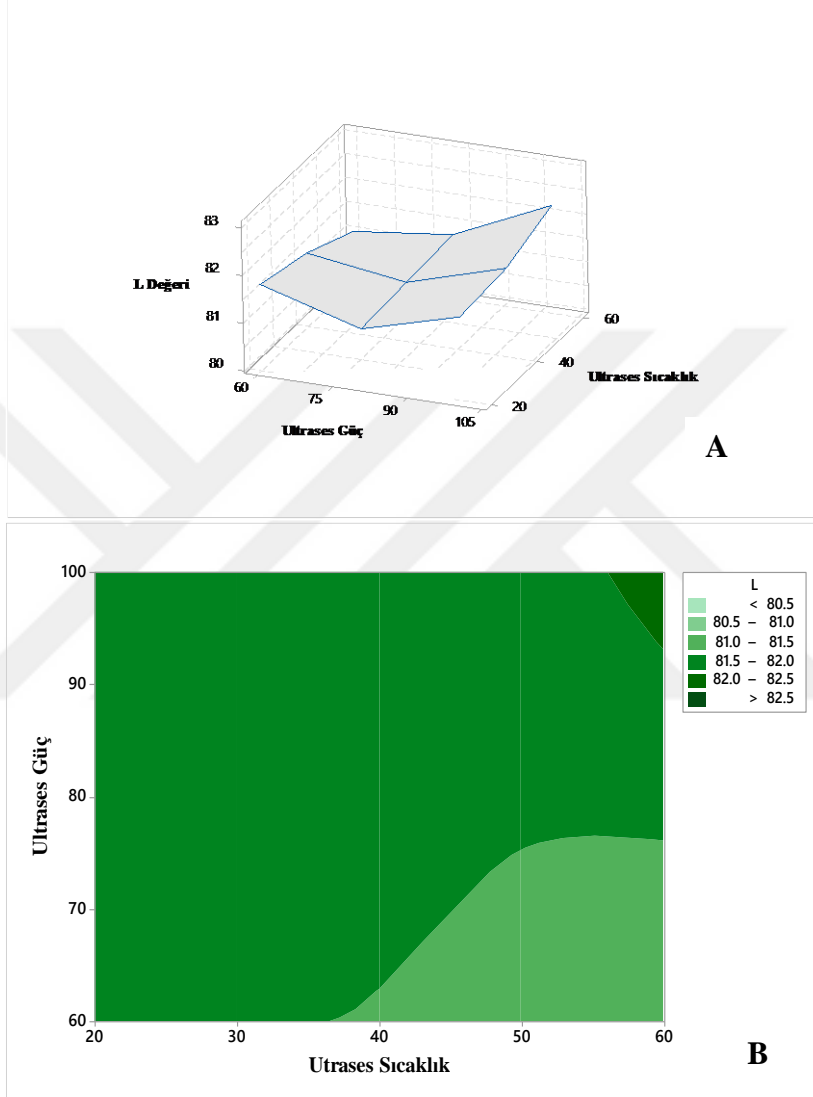 83
82
L Değeri
81
80
60
75
90
105
Ultrases Güç
20
40
60
Ultrases Sıcaklık
A
100
90
80
70
60
Ultrases Güç
20
30
40
50
60
Utrases Sıcaklık
L
< 80.5
80.5 – 81.0
81.0 – 81.5
81.5 – 82.0
82.0 – 82.5
> 82.5
B